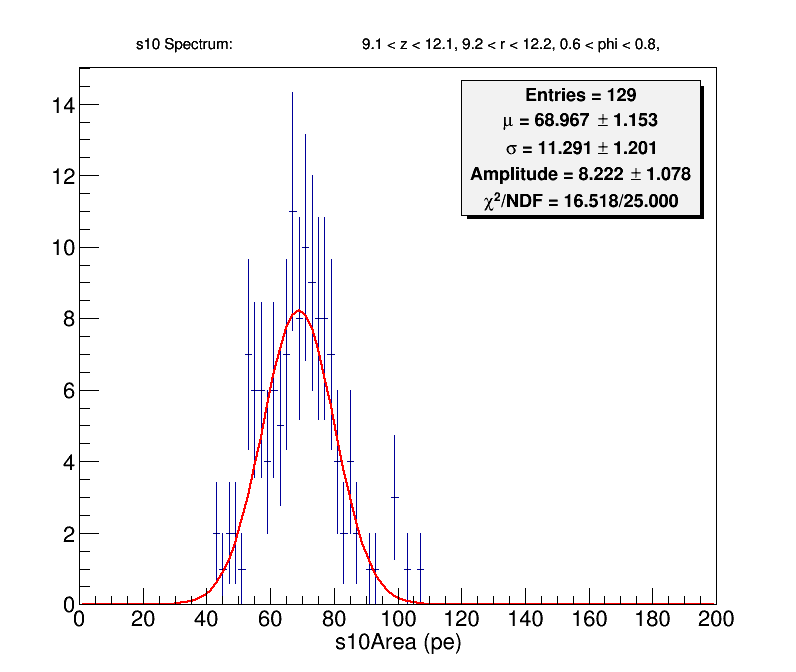 s10 Spectrum: 9.1 < z < 12.1, 9.2 < r < 12.2, 0.6 < phi < 0.8,
Entries = 129
μ = 68.967 ± 1.153
σ = 11.291 ± 1.201
Amplitude = 8.222 ± 1.078
χ²/NDF = 16.518/25.000
14
12
10
8
6
4
2
0
0 20 40 60 80 100 120 140 160 180 200
s10Area (pe)